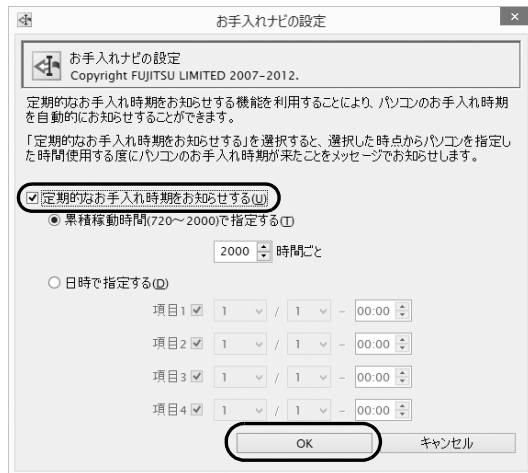 お手入れナビの設定
×
お手入れナビの設定
Copyright FUJITSU LIMITED 2007-2012.
定期的なお手入れ時期をお知らせする機能を利用することにより、パソコンのお手入れ時期
を自動的にお知らせすることができます。
「定期的なお手入れ時期をお知らせする」を選択すると、選択した時点からパソコンを指定し
た時間使用する度にパソコンのお手入れ時期が来たことをメッセージでお知らせします。
定期的なお手入れ時期をお知らせする(U)
累積稼動時間(720～2000)で指定する(T)
2000 時間ごと
日時で指定する(D)
項目1 1 / 1 - 00:00
項目2 1 / 1 - 00:00
項目3 1 / 1 - 00:00
項目4 1 / 1 - 00:00
OK キャンセル